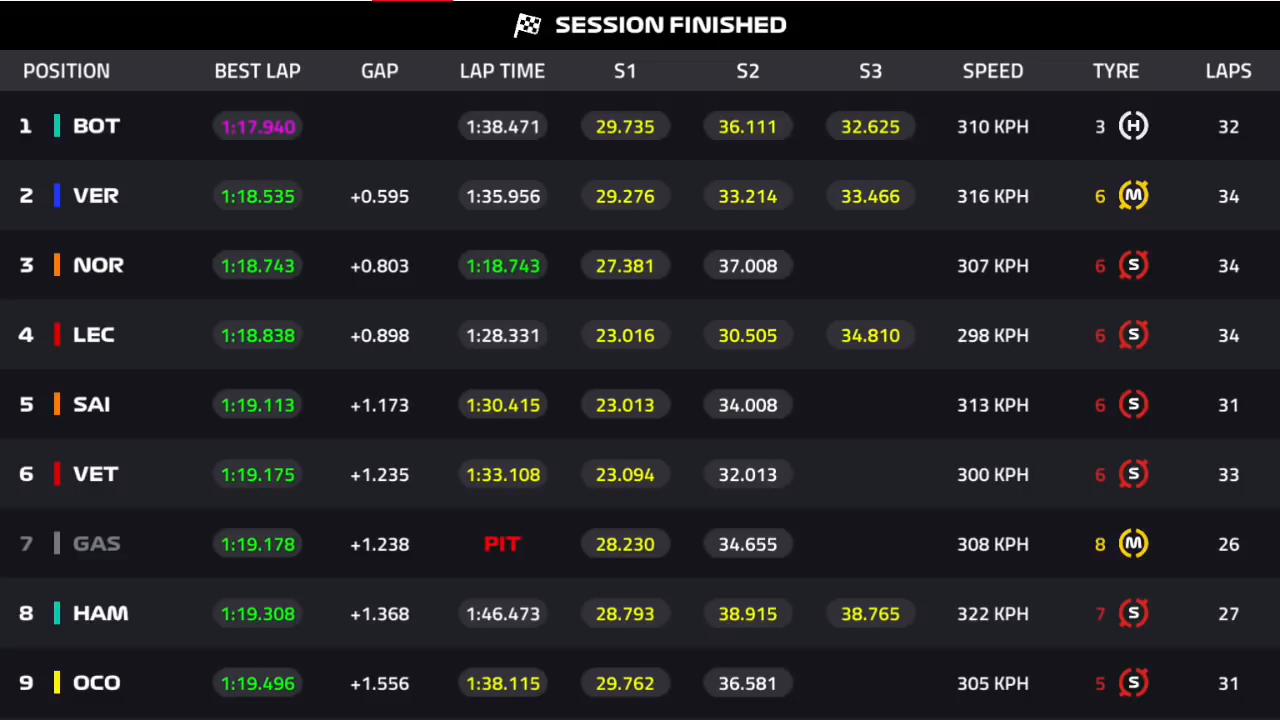 SESSION FINISHED
POSITION BEST LAP GAP LAP TIME S1 S2 S3 SPEED TYRE LAPS
1 BOT 1:17.940 1:38.471 29.735 36.111 32.625 310 KPH 3 H 32
2 VER 1:18.535 +0.595 1:35.956 29.276 33.214 33.466 316 KPH 6 M 34
3 NOR 1:18.743 +0.803 1:18.743 27.381 37.008 307 KPH 6 S 34
4 LEC 1:18.838 +0.898 1:28.331 23.016 30.505 34.810 298 KPH 6 S 34
5 SAI 1:19.113 +1.173 1:30.415 23.013 34.008 313 KPH 6 S 31
6 VET 1:19.175 +1.235 1:33.108 23.094 32.013 300 KPH 6 S 33
7 GAS 1:19.178 +1.238 PIT 28.230 34.655 308 KPH 8 M 26
8 HAM 1:19.308 +1.368 1:46.473 28.793 38.915 38.765 322 KPH 7 S 27
9 OCO 1:19.496 +1.556 1:38.115 29.762 36.581 305 KPH 5 S 31